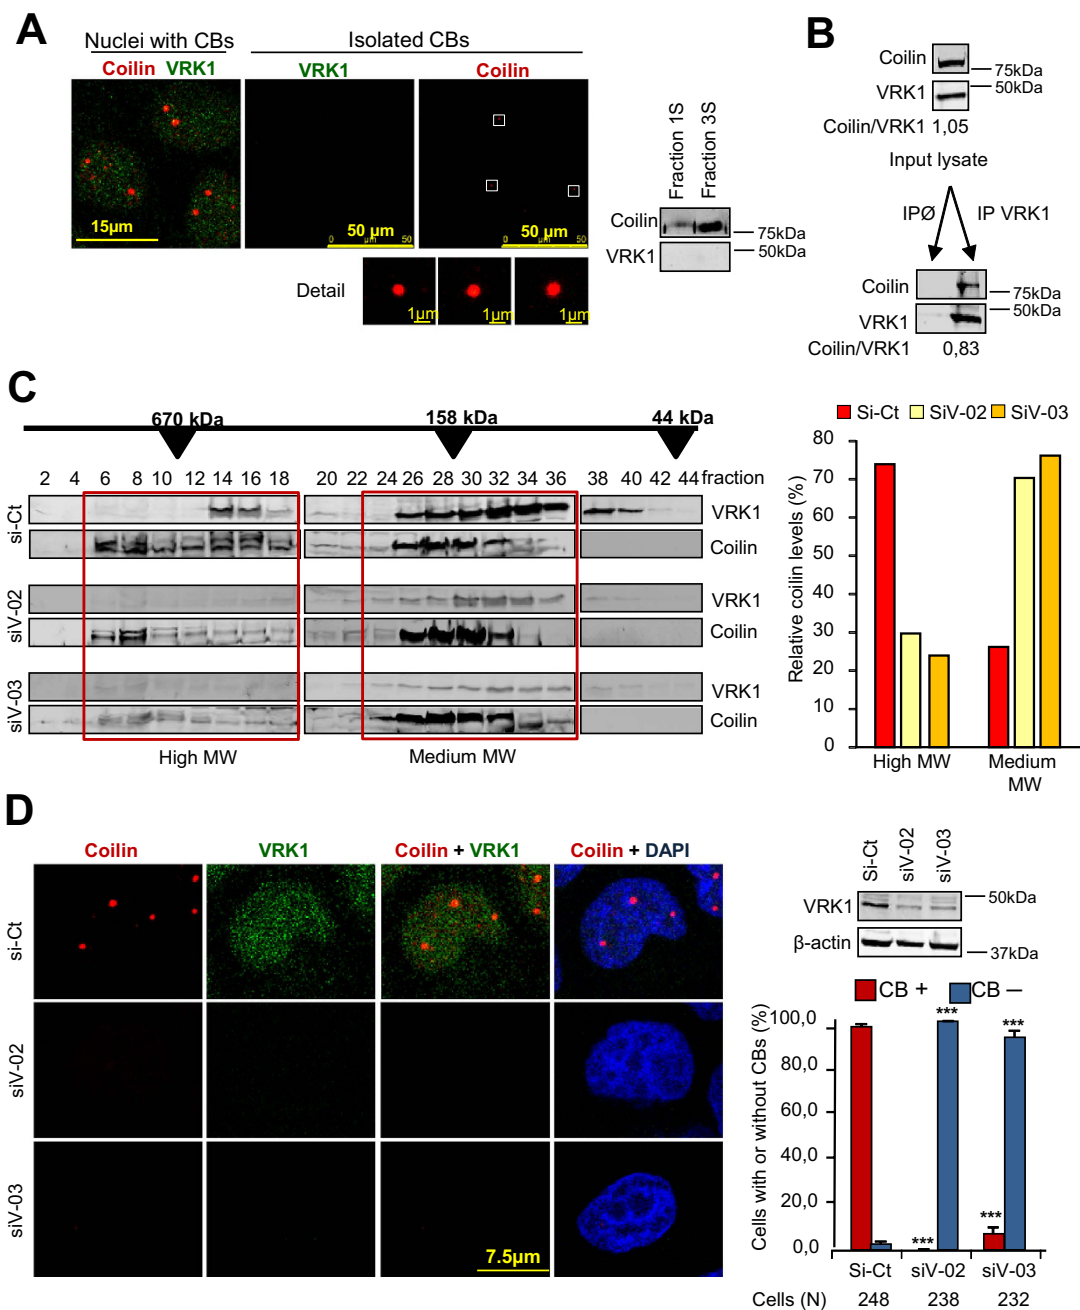 A
Nuclei with CBs
Isolated CBs
Coilin VRK1
VRK1
Coilin
15µm
0 50 µm 50
0 50 µm 50
Detail
1µm
1µm
1µm
Fraction 1S
Fraction 3S
Coilin
75kDa
VRK1
50kDa
B
Coilin
75kDa
VRK1
50kDa
Coilin/VRK1 1,05
Input lysate
IPØ
IP VRK1
Coilin
75kDa
VRK1
50kDa
Coilin/VRK1 0,83
C
670 kDa
158 kDa
44 kDa
2 4 6 8 10 12 14 16 18 20 22 24 26 28 30 32 34 36 38 40 42 44 fraction
si-Ct
VRK1
Coilin
siV-02
VRK1
Coilin
siV-03
VRK1
Coilin
High MW
Medium MW
Si-Ct SiV-02 SiV-03
Relative coilin levels (%)
80
70
60
50
40
30
20
10
0
High MW
Medium
MW
D
Coilin
VRK1
Coilin + VRK1
Coilin + DAPI
si-Ct
siV-02
siV-03
7.5µm
Si-Ct
siV-02
siV-03
VRK1
50kDa
β-actin
37kDa
CB + CB –
Cells with or without CBs (%)
100,0
80,0
60,0
40,0
20,0
0,0
***
***
***
***
Si-Ct siV-02 siV-03
Cells (N) 248 238 232